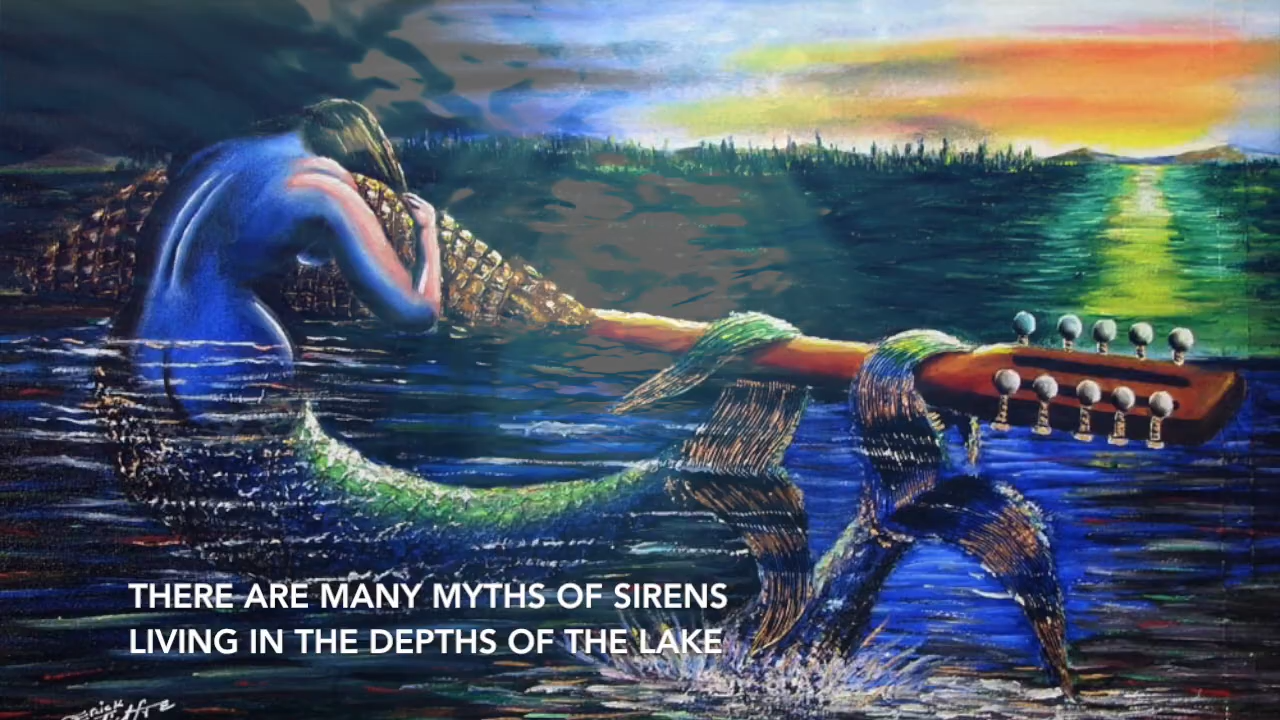 THERE ARE MANY MYTHS OF SIRENS
LIVING IN THE DEPTHS OF THE LAKE